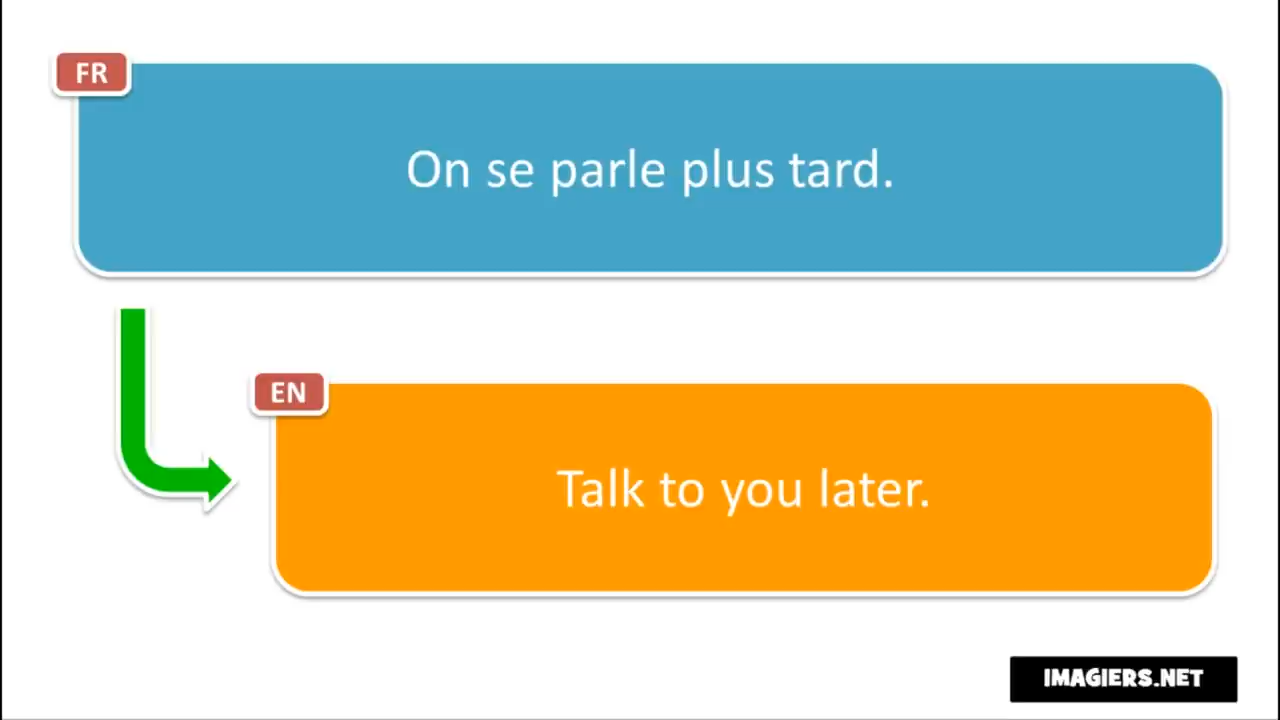 FR
On se parle plus tard.
EN
Talk to you later.
IMAGIERS.NET